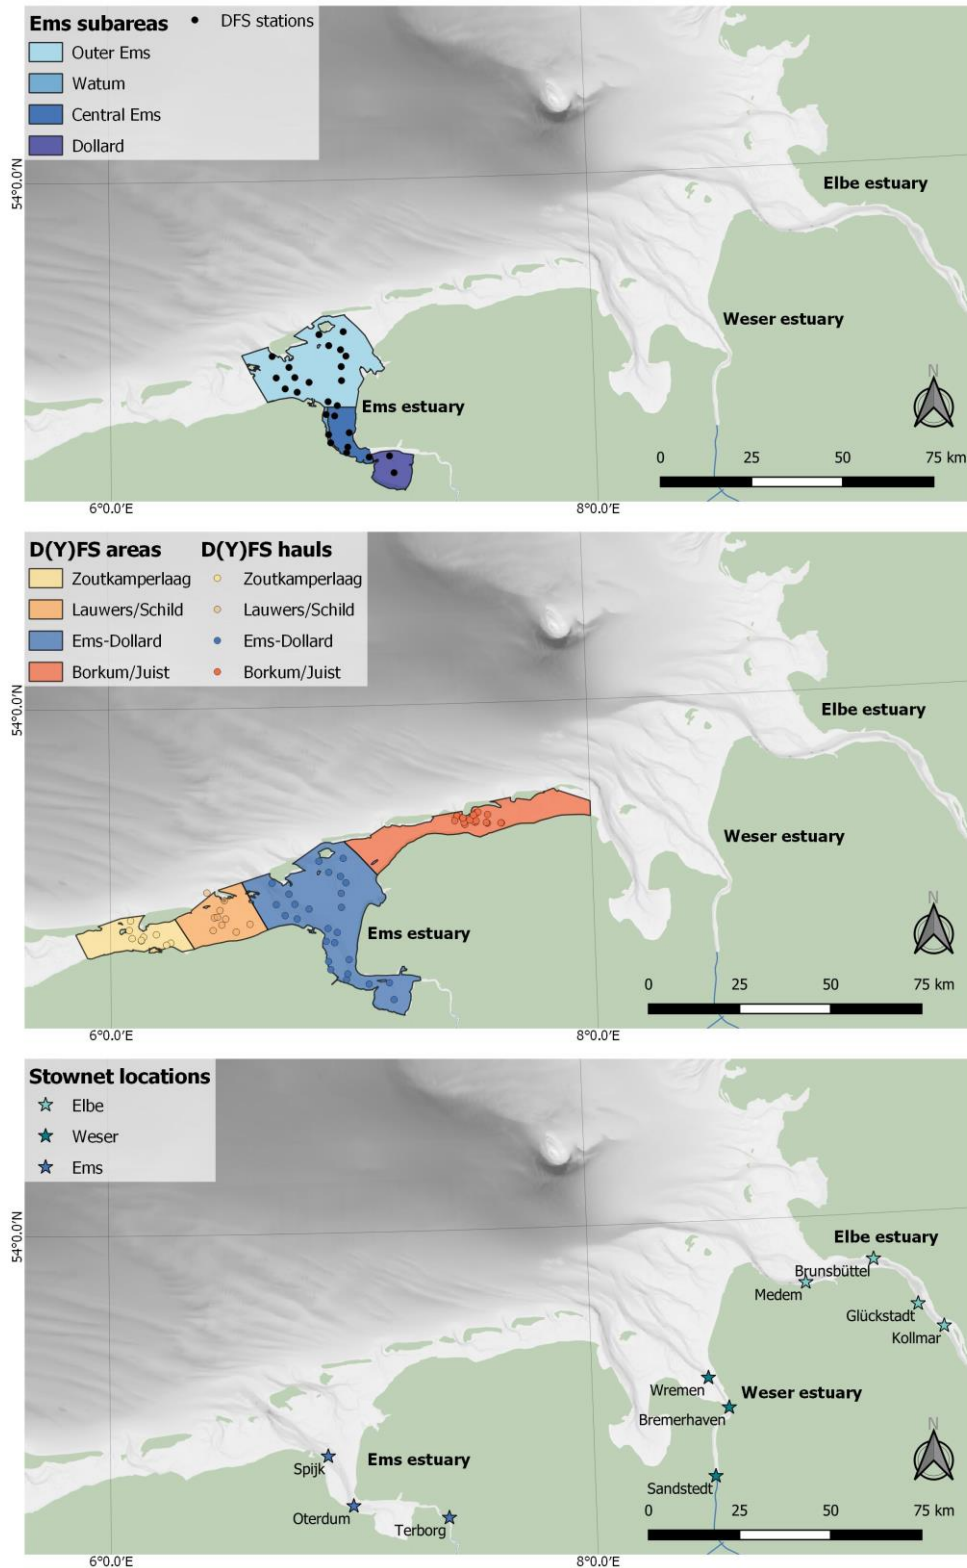 Ems subareas
DFS stations
Outer Ems
Watum
Central Ems
Dollard
54°0.0'N
Elbe estuary
Weser estuary
Ems estuary
N
0 25 50 75 km
6°0.0'E 8°0.0'E
D(Y)FS areas D(Y)FS hauls
Zoutkamperlaag Zoutkamperlaag
Lauwers/Schild Lauwers/Schild
Ems-Dollard Ems-Dollard
Borkum/Juist Borkum/Juist
54°0.0'N
Elbe estuary
Weser estuary
Ems estuary
N
0 25 50 75 km
6°0.0'E 8°0.0'E
Stownet locations
Elbe
Weser
Ems
54°0.0'N
Elbe estuary
Brunsbüttel
Medem
Glückstadt
Kollmar
Wremen
Weser estuary
Bremerhaven
Ems estuary
Spijk
Sandstedt
Oterdum
Terborg
N
0 25 50 75 km
6°0.0'E 8°0.0'E